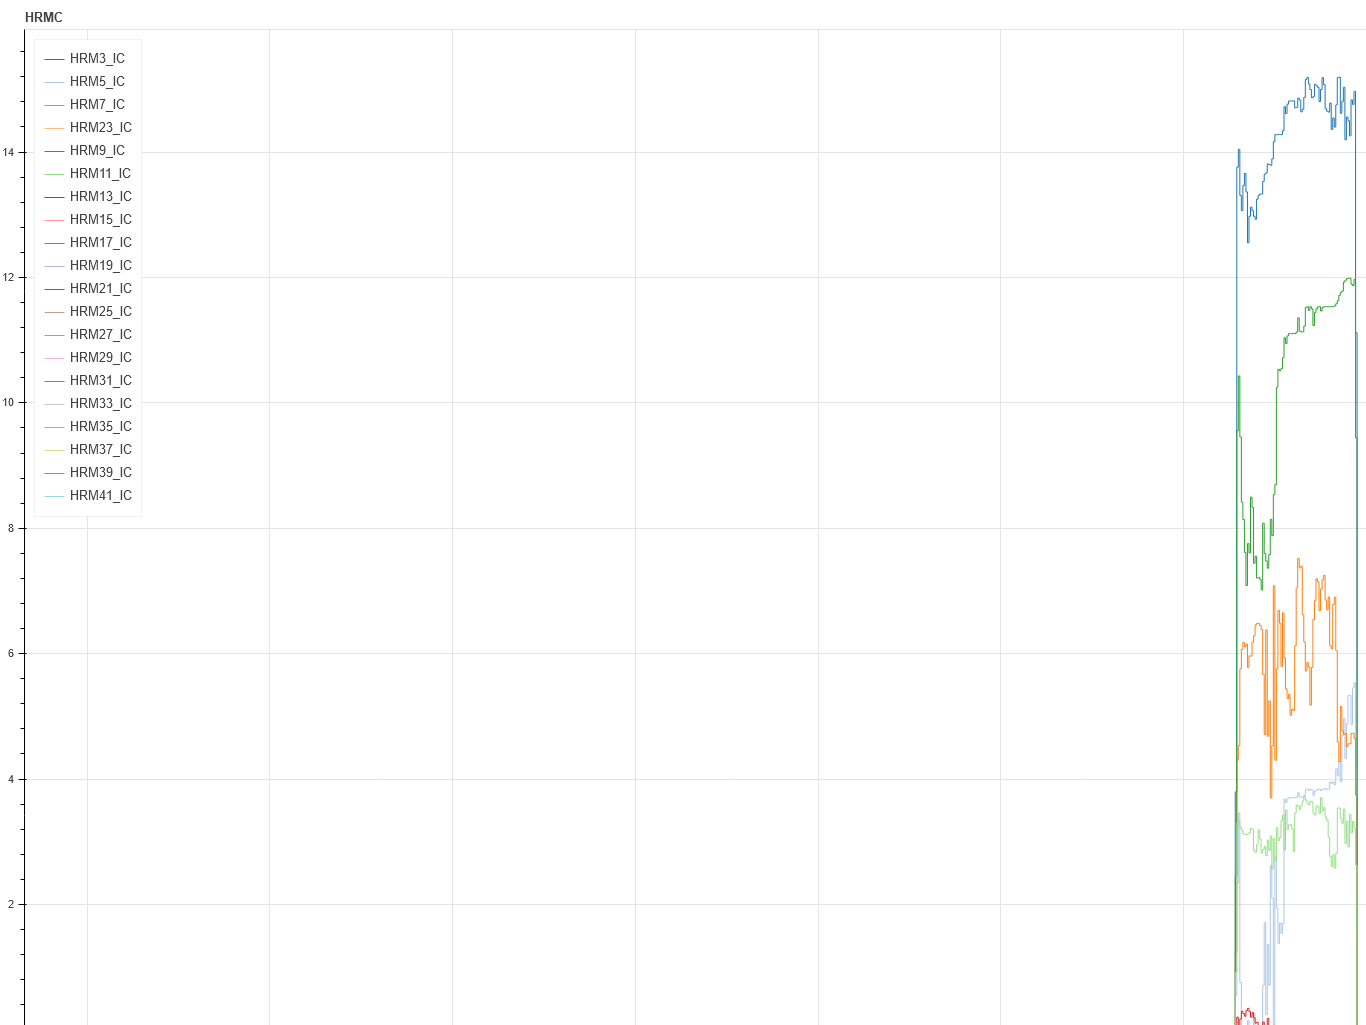 HRMC
HRM3_IC
HRM5_IC
HRM7_IC
HRM23_IC
HRM9_IC
HRM11_IC
HRM13_IC
HRM15_IC
HRM17_IC
HRM19_IC
HRM21_IC
HRM25_IC
HRM27_IC
HRM29_IC
HRM31_IC
HRM33_IC
HRM35_IC
HRM37_IC
HRM39_IC
HRM41_IC
14
12
10
8
6
4
2